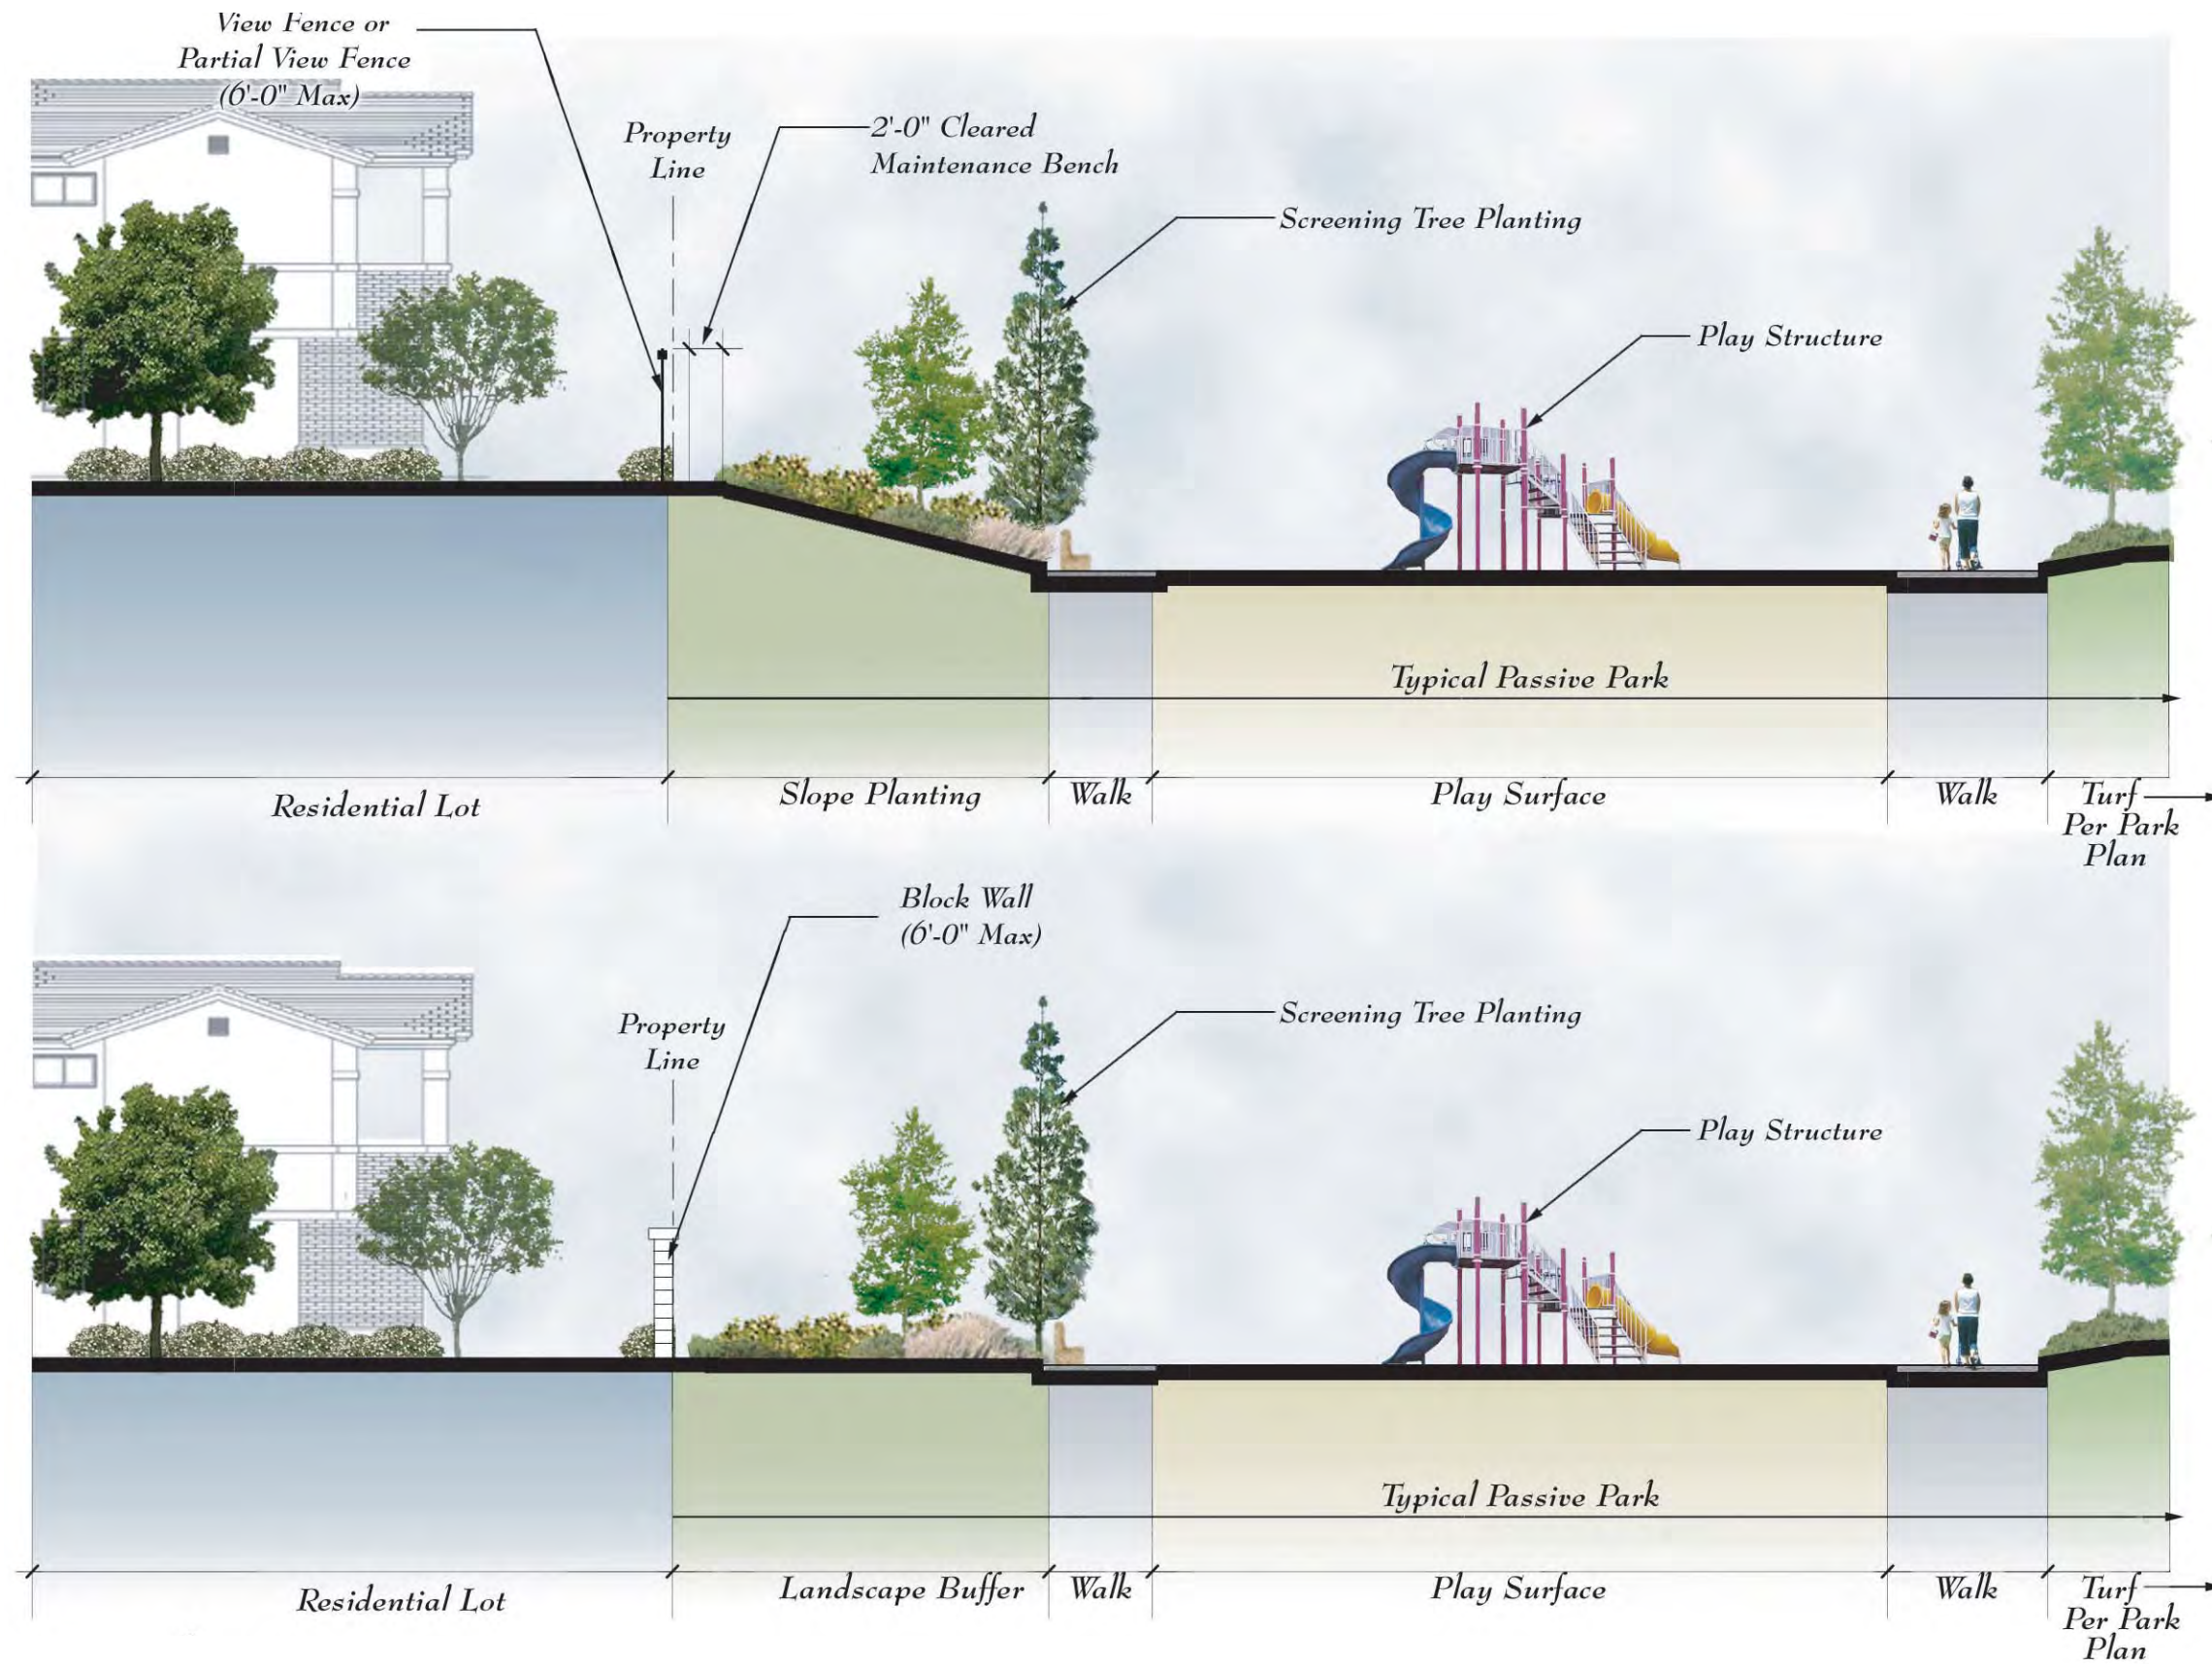 View Fence or
Partial View Fence
(6'-0" Max)
Property
Line
2'-0" Cleared
Maintenance Bench
Screening Tree Planting
Play Structure
Typical Passive Park
Residential Lot
Slope Planting
Walk
Play Surface
Walk
Turf
Per Park
Plan
Block Wall
(6'-0" Max)
Property
Line
Screening Tree Planting
Play Structure
Typical Passive Park
Residential Lot
Landscape Buffer
Walk
Play Surface
Walk
Turf
Per Park
Plan